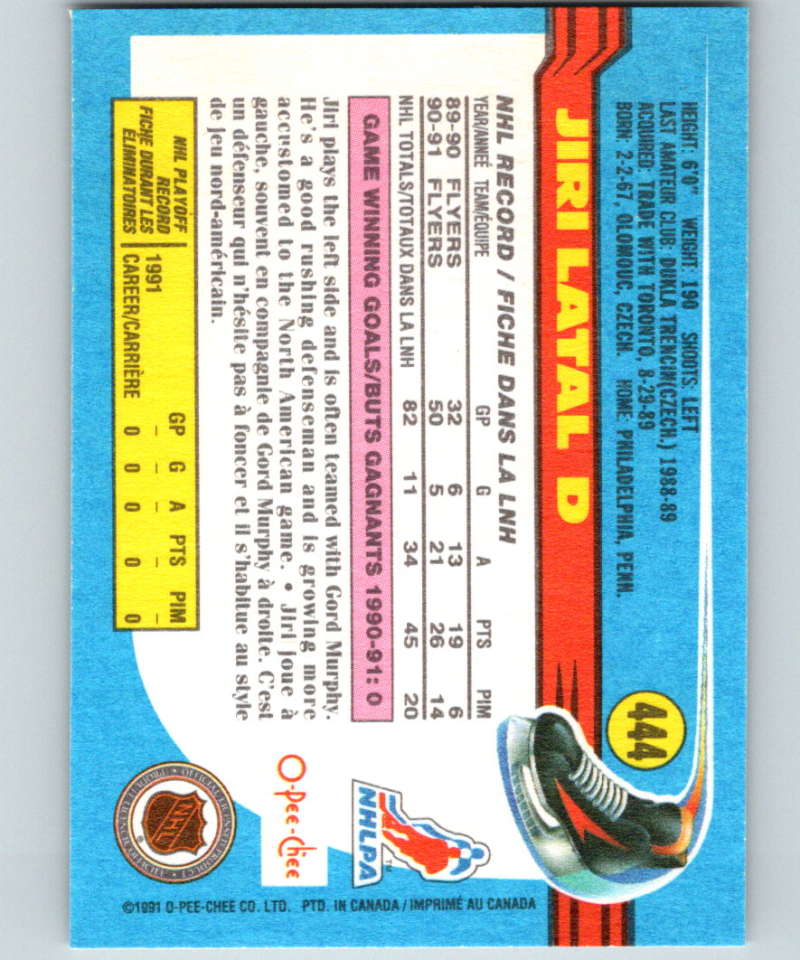 HEIGHT: 6'0" WEIGHT: 190 SHOOTS: LEFT
LAST AMATEUR CLUB: DUKLA TRENCIN(CZECH.) 1988-89
ACQUIRED: TRADE WITH TORONTO, 8-29-89
BORN: 2-2-67, OLOMOUC, CZECH. HOME: PHILADELPHIA, PENN.
444
JIRI LATAL D
NHL RECORD / FICHE DANS LA LNH
YEAR/ANNÉE TEAM/ÉQUIPE GP G A PTS PIM
89-90 FLYERS 32 6 13 19 6
90-91 FLYERS 50 5 21 26 14
NHL TOTALS/TOTAUX DANS LA LNH 82 11 34 45 20
GAME WINNING GOALS/BUTS GAGNANTS 1990-91: 0
Jiri plays the left side and is often teamed with Gord Murphy.
He's a good rushing defenseman and is growing more
accustomed to the North American game. • Jiri joue à
gauche, souvent en compagnie de Gord Murphy à droite. C'est
un défenseur qui n'hésite pas à foncer et il s'habitue au style
de jeu nord-américain.
NHL PLAYOFF
RECORD
FICHE DURANT LES
ÉLIMINATOIRES
GP G A PTS PIM
1991 – – – – –
CAREER/CARRIÈRE 0 0 0 0 0
NHLPA
TM
O-Pee-Chee
NHL
©1991 O-PEE-CHEE CO. LTD. PTD. IN CANADA / IMPRIMÉ AU CANADA